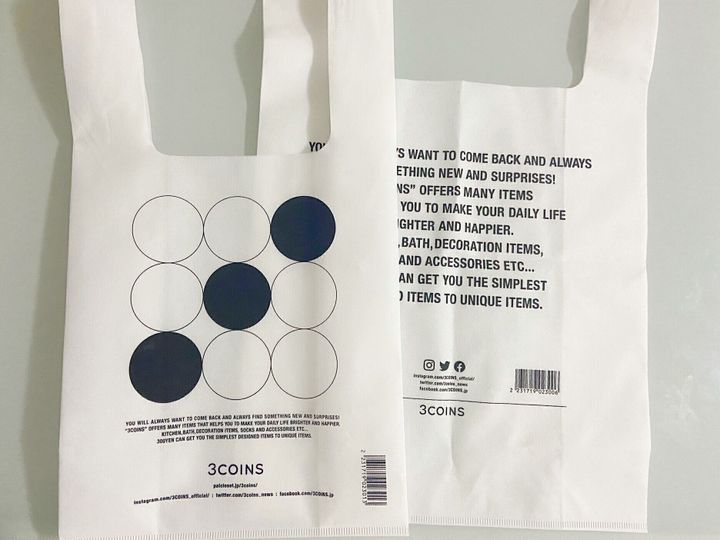 YOU WILL ALWAYS WANT TO COME BACK AND ALWAYS FIND SOMETHING NEW AND SURPRISES!
"3COINS" OFFERS MANY ITEMS THAT HELPS YOU TO MAKE YOUR DAILY LIFE BRIGHTER AND HAPPIER.
KITCHEN,BATH,DECORATION ITEMS, SOCKS AND ACCESSORIES ETC...
300YEN CAN GET YOU THE SIMPLEST DESIGNED ITEMS TO UNIQUE ITEMS.
3COINS
palcloset.jp/3coins/
instagram.com/3COINS_official/ | twitter.com/3coins_news | facebook.com/3COINS.jp
2 231719 023013
YO
'S WANT TO COME BACK AND ALWAYS
ETHING NEW AND SURPRISES!
NS" OFFERS MANY ITEMS
YOU TO MAKE YOUR DAILY LIFE
IGHTER AND HAPPIER.
,BATH,DECORATION ITEMS,
AND ACCESSORIES ETC...
AN GET YOU THE SIMPLEST
D ITEMS TO UNIQUE ITEMS.
instagram.com/3COINS_official/
twitter.com/3coins_news
facebook.com/3COINS.jp
2 231719 023006
3COINS